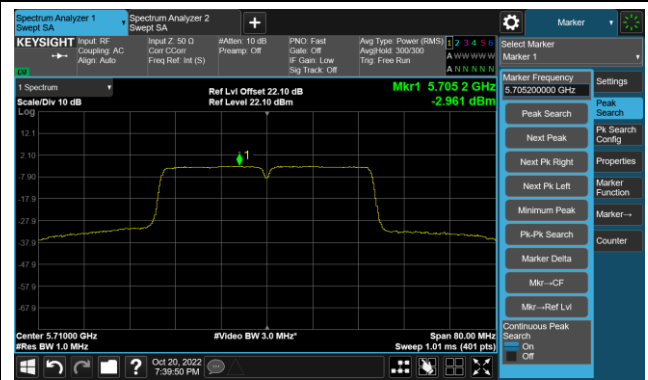 Spectrum Analyzer 1
Swept SA
Spectrum Analyzer 2
Swept SA
+
Marker
KEYSIGHT
Input: RF
Coupling: AC
Align: Auto
Input Z: 50 Ω
Corr CCorr
Freq Ref: Int (S)
#Atten: 10 dB
Preamp: Off
PNO: Fast
Gate: Off
IF Gain: Low
Sig Track: Off
Avg Type: Power (RMS)
Avg|Hold: 300/300
Trig: Free Run
1 2 3 4 5 6
A W W W W W
A N N N N N
LXI
Select Marker
Marker 1
1 Spectrum
Scale/Div 10 dB
Log
Ref Lvl Offset 22.10 dB
Ref Level 22.10 dBm
Mkr1 5.705 2 GHz
-2.961 dBm
12.1
2.10
-7.90
-17.9
-27.9
-37.9
-47.9
-57.9
-67.9
1
Center 5.71000 GHz
#Res BW 1.0 MHz
#Video BW 3.0 MHz*
Span 80.00 MHz
Sweep 1.01 ms (401 pts)
Marker Frequency
5.705200000 GHz
Peak Search
Next Peak
Next Pk Right
Next Pk Left
Minimum Peak
Pk-Pk Search
Marker Delta
Mkr→CF
Mkr→Ref Lvl
Continuous Peak
Search
On
Off
Settings
Peak
Search
Pk Search
Config
Properties
Marker
Function
Marker→
Counter
?
Oct 20, 2022
7:39:50 PM